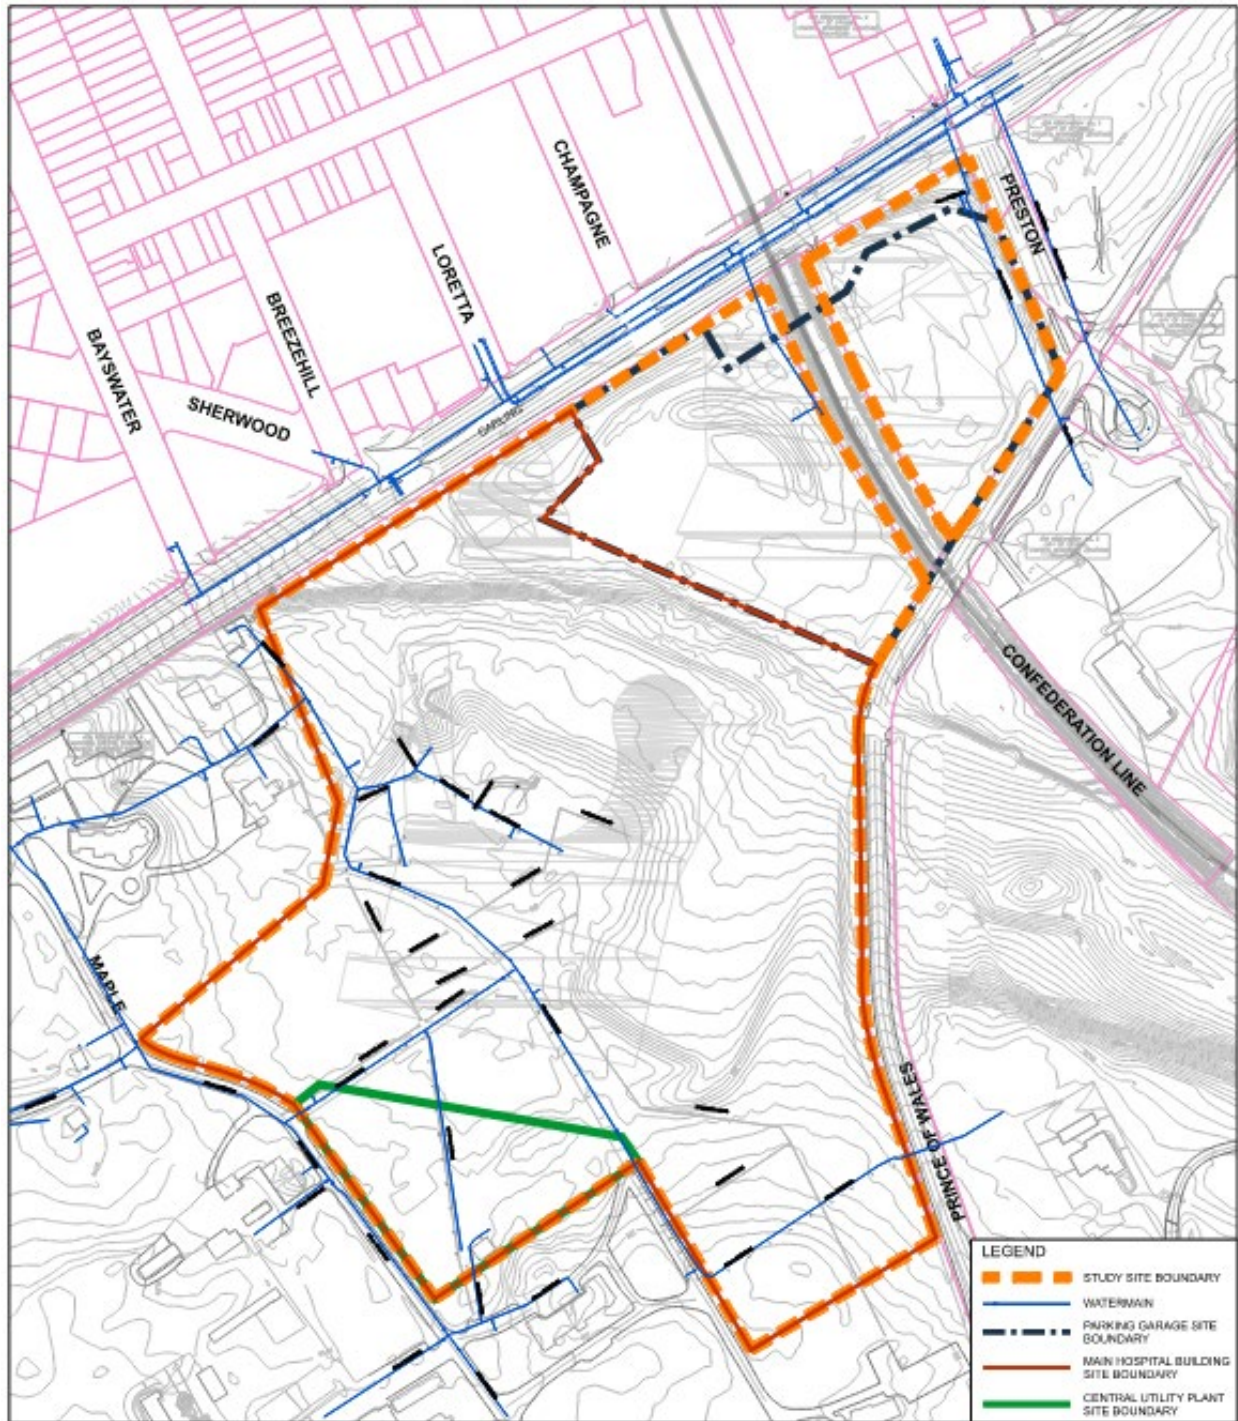 CHAMPAGNE
PRESTON
LORETTA
BREEZEHILL
BAYSWATER
SHERWOOD
CARLING
CONFEDERATION LINE
MAPLE
PRINCE OF WALES
LEGEND
STUDY SITE BOUNDARY
WATERMAIN
PARKING GARAGE SITE
BOUNDARY
MAIN HOSPITAL BUILDING
SITE BOUNDARY
CENTRAL UTILITY PLANT
SITE BOUNDARY